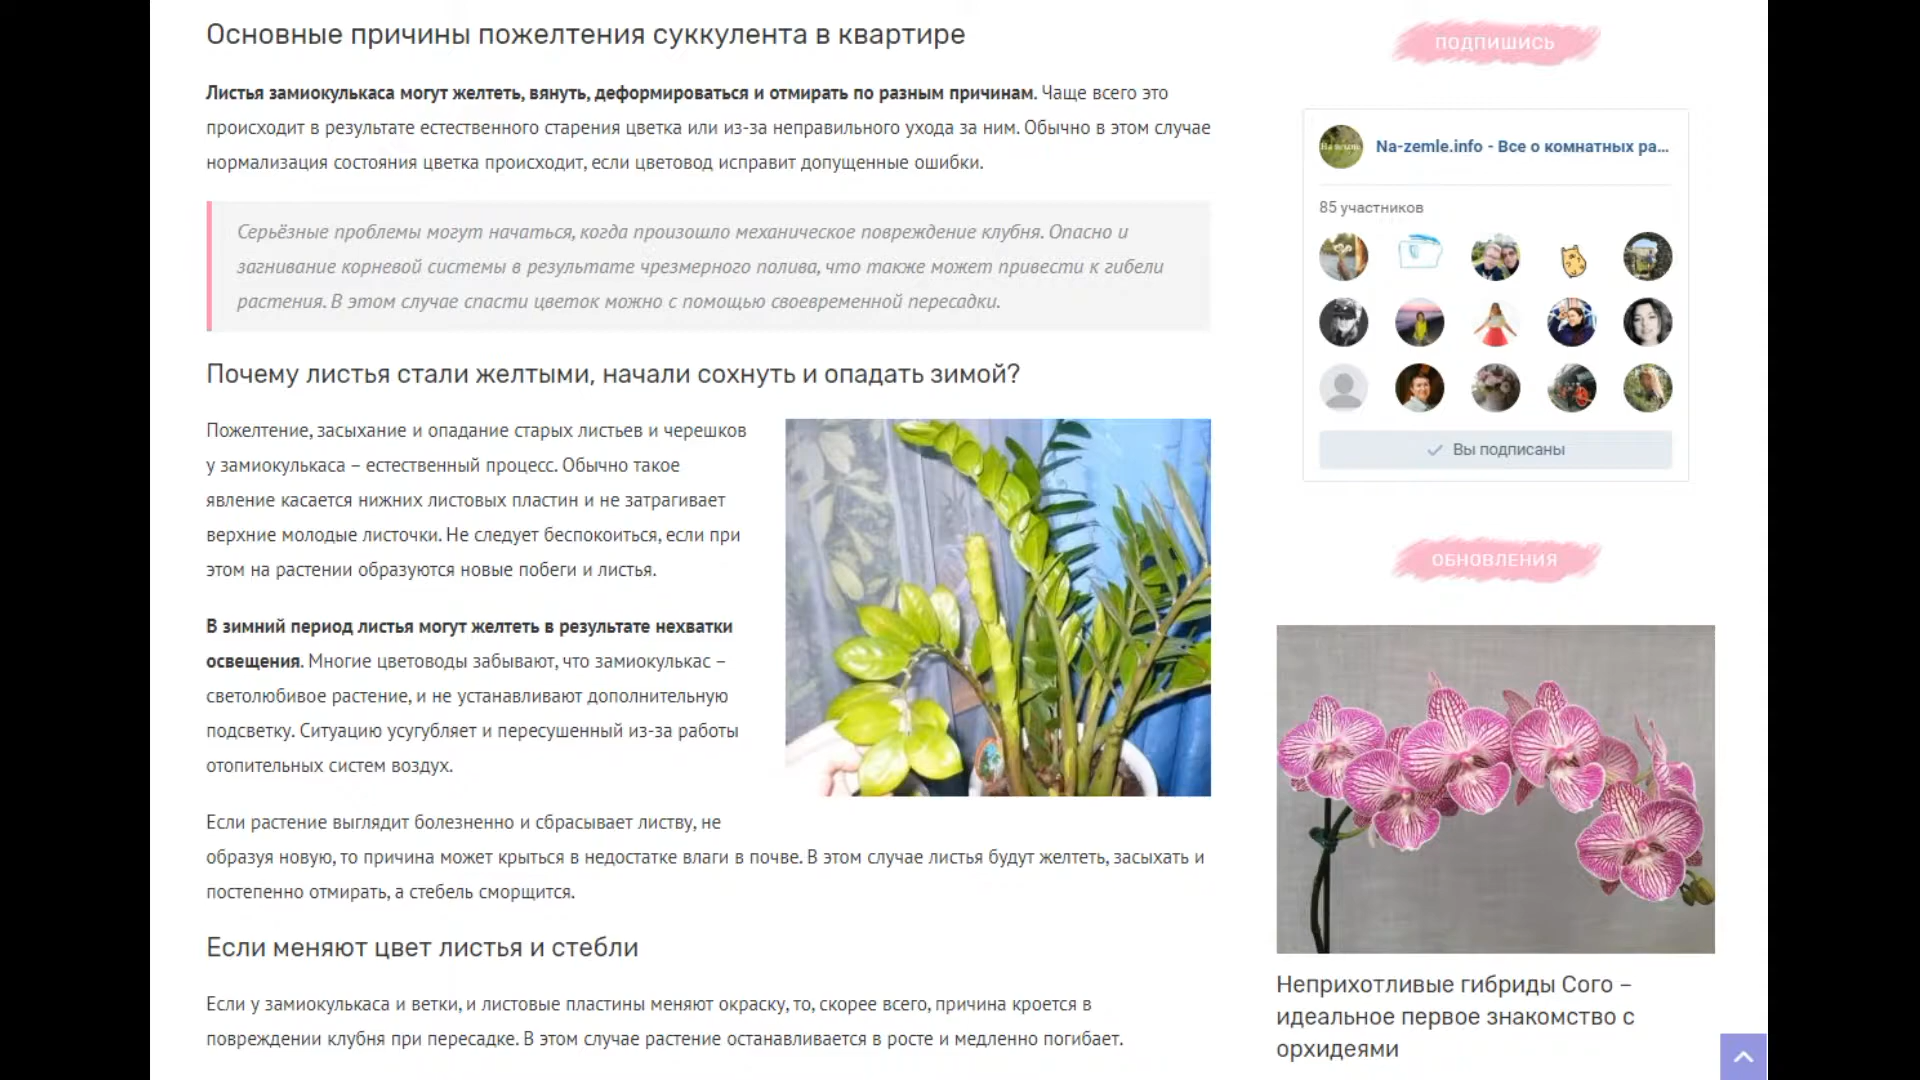 Основные причины пожелтения суккулента в квартире
Листья замиокулькаса могут желтеть, вянуть, деформироваться и отмирать по разным причинам. Чаще всего это
происходит в результате естественного старения цветка или из-за неправильного ухода за ним. Обычно в этом случае
нормализация состояния цветка происходит, если цветовод исправит допущенные ошибки.
Серьёзные проблемы могут начаться, когда произошло механическое повреждение клубня. Опасно и
загнивание корневой системы в результате чрезмерного полива, что также может привести к гибели
растения. В этом случае спасти цветок можно с помощью своевременной пересадки.
Почему листья стали желтыми, начали сохнуть и опадать зимой?
Пожелтение, засыхание и опадание старых листьев и черешков
у замиокулькаса – естественный процесс. Обычно такое
явление касается нижних листовых пластин и не затрагивает
верхние молодые листочки. Не следует беспокоиться, если при
этом на растении образуются новые побеги и листья.
В зимний период листья могут желтеть в результате нехватки
освещения. Многие цветоводы забывают, что замиокулькас –
светолюбивое растение, и не устанавливают дополнительную
подсветку. Ситуацию усугубляет и пересушенный из-за работы
отопительных систем воздух.
Если растение выглядит болезненно и сбрасывает листву, не
образуя новую, то причина может крыться в недостатке влаги в почве. В этом случае листья будут желтеть, засыхать и
постепенно отмирать, а стебель сморщится.
Если меняют цвет листья и стебли
Если у замиокулькаса и ветки, и листовые пластины меняют окраску, то, скорее всего, причина кроется в
повреждении клубня при пересадке. В этом случае растение останавливается в росте и медленно погибает.
ПОДПИШИСЬ
Na-zemle.info - Все о комнатных ра...
85 участников
Вы подписаны
ОБНОВЛЕНИЯ
Неприхотливые гибриды Сого –
идеальное первое знакомство с
орхидеями